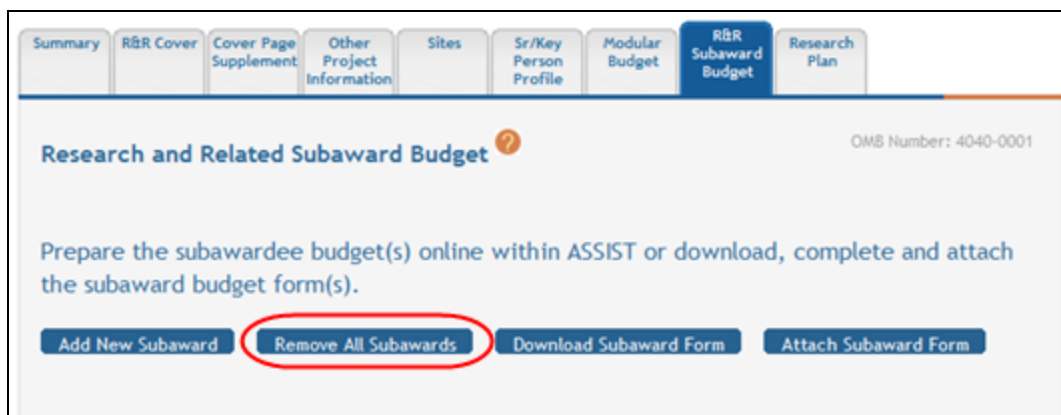 Summary
R&R Cover
Cover Page
Supplement
Other
Project
Information
Sites
Sr/Key
Person
Profile
Modular
Budget
R&R
Subaward
Budget
Research
Plan
Research and Related Subaward Budget ?
OMB Number: 4040-0001
Prepare the subawardee budget(s) online within ASSIST or download, complete and attach
the subaward budget form(s).
Add New Subaward
Remove All Subawards
Download Subaward Form
Attach Subaward Form